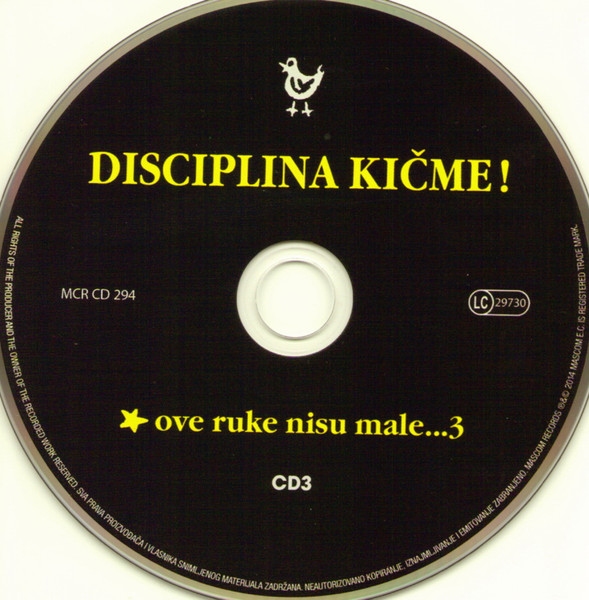 DISCIPLINA KIČME!
MCR CD 294
LC 29730
ove ruke nisu male...3
CD3
ALL RIGHTS OF THE PRODUCER AND THE OWNER OF THE RECORDED WORK RESERVED. SVA PRAVA PROIZVOĐAČA I VLASNIKA SNIMLJENOG MATERIJALA ZADRŽANA. NEAUTORIZOVANO KOPIRANJE, IZNAJMLJIVANJE I EMITOVANJE ZABRANJENO. MASCOM RECORDS ℗&© 2014 MASCOM E.C. IS REGISTERED TRADE MARK.